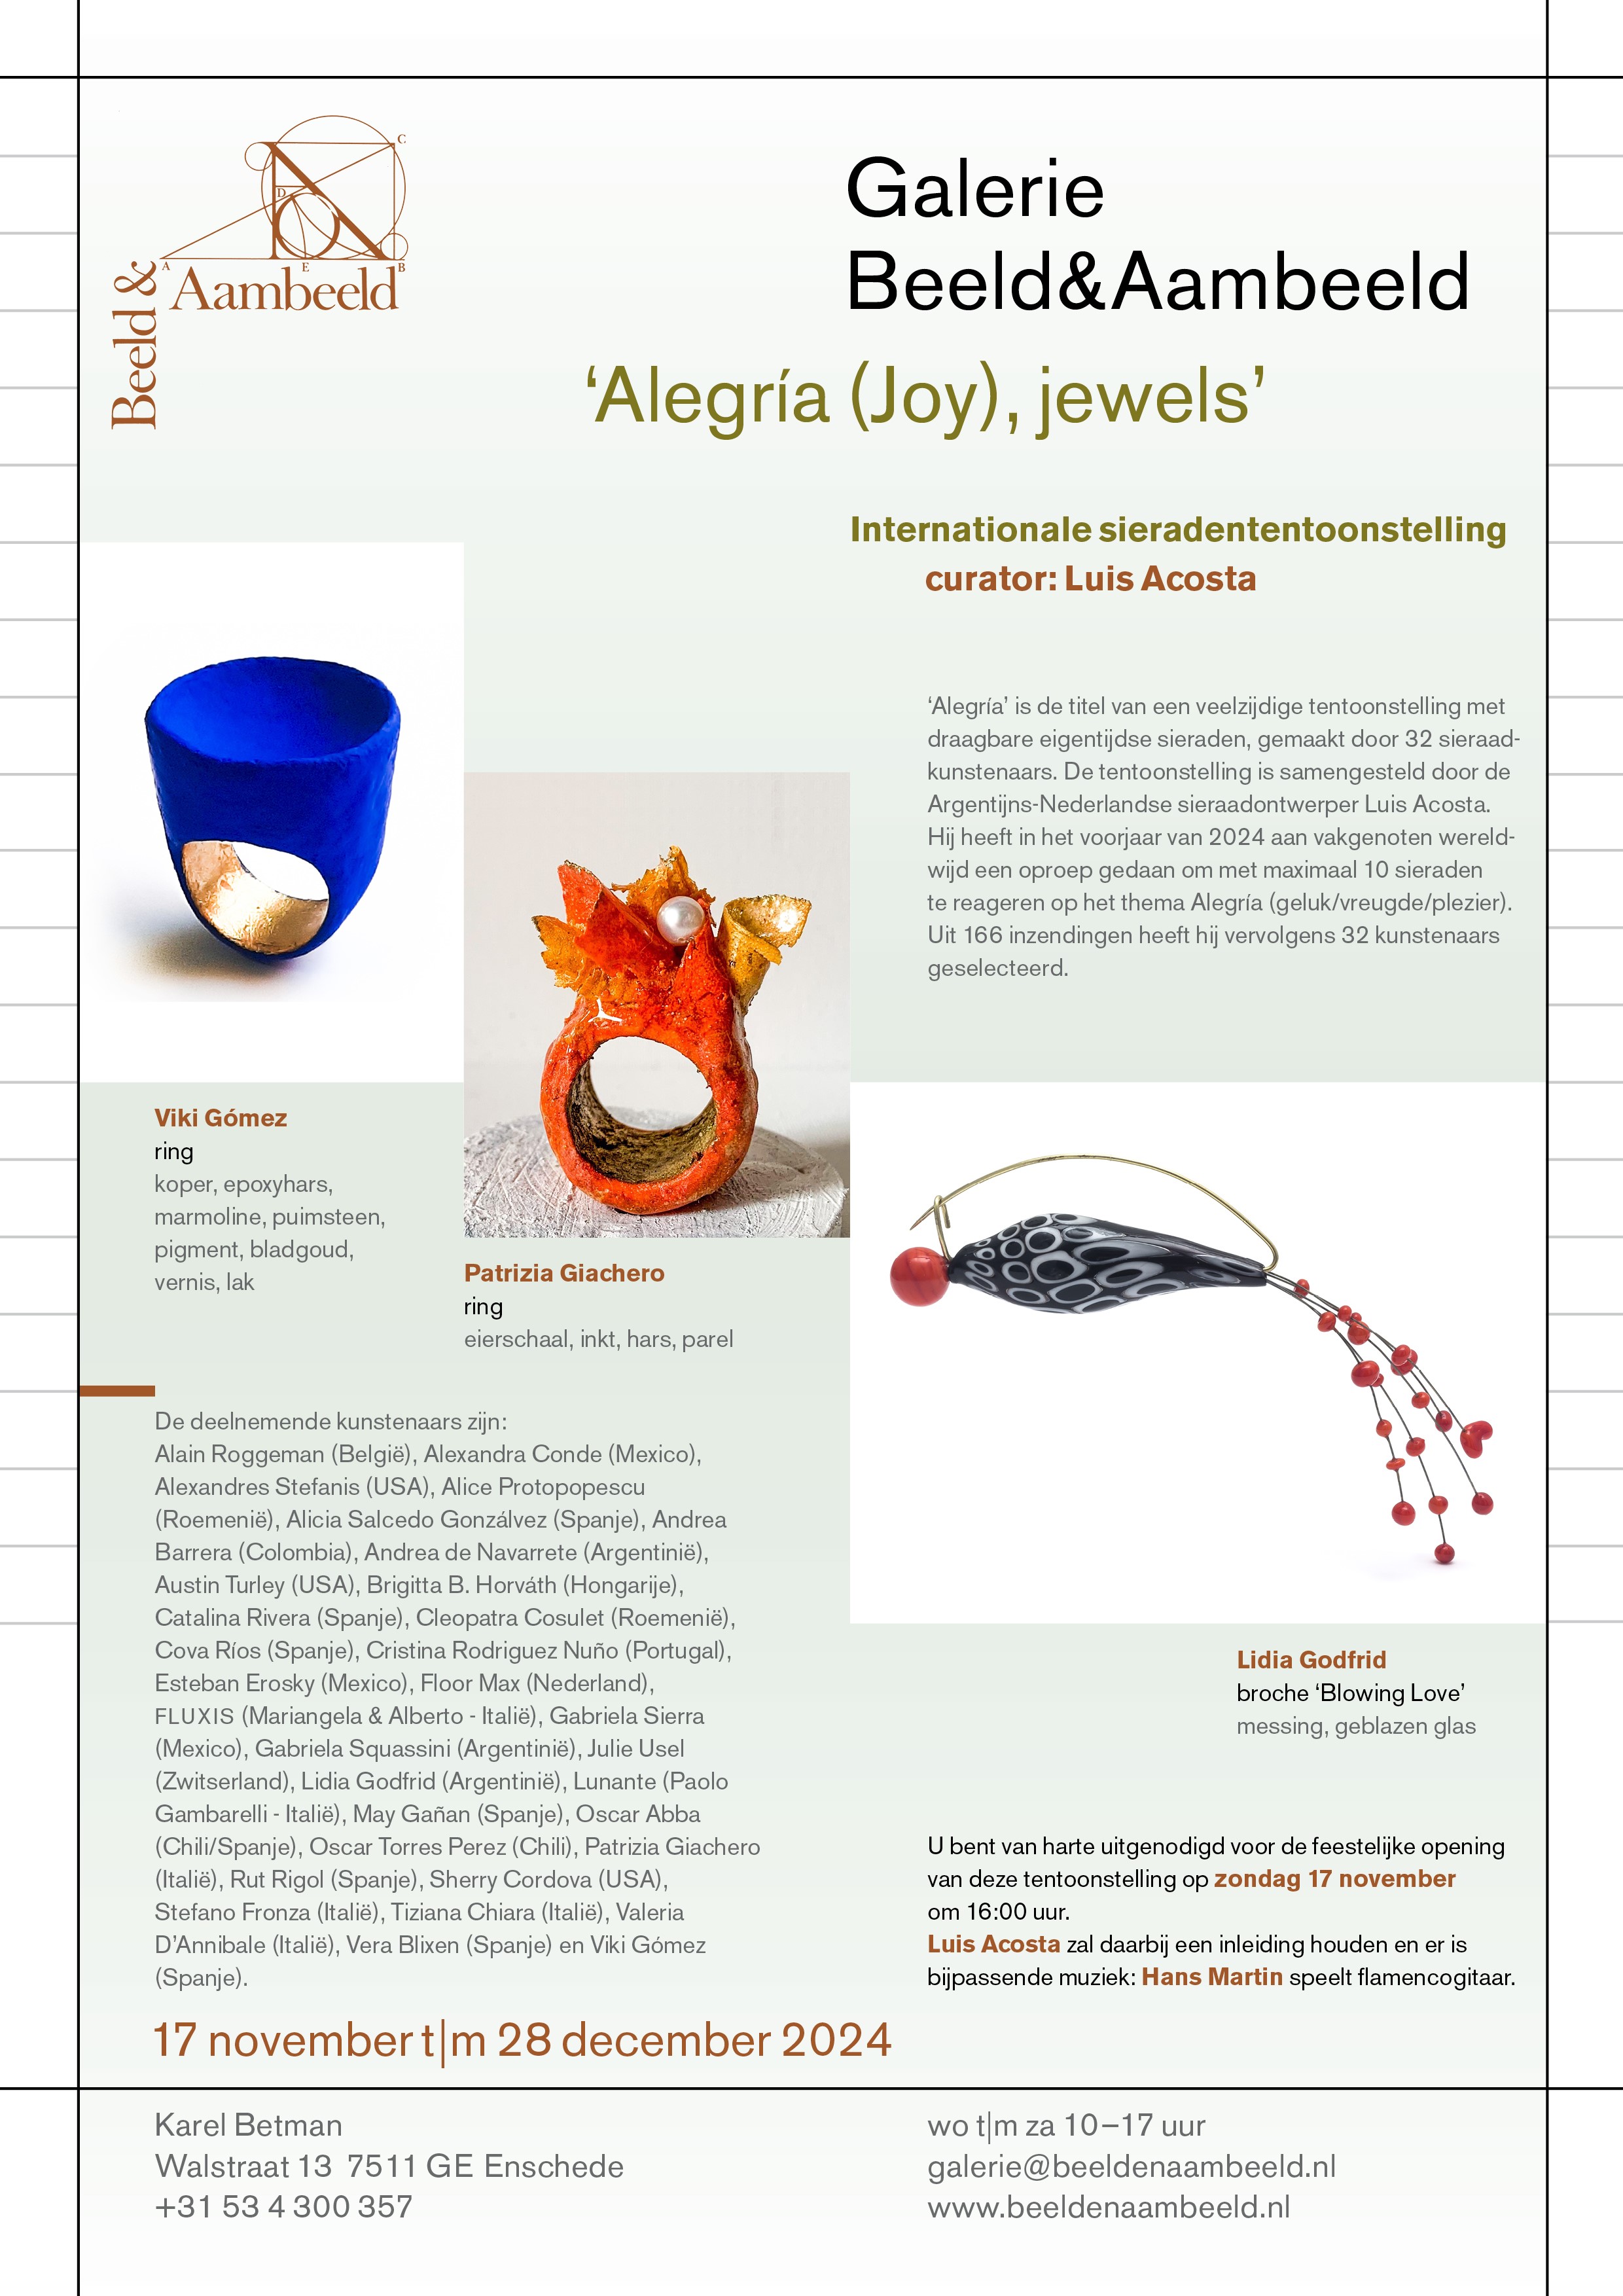 C
D
A
E
B
Beeld &
Aambeeld
Galerie
Beeld&Aambeeld
‘Alegría (Joy), jewels’
Internationale sieradententoonstelling
curator: Luis Acosta
‘Alegría’ is de titel van een veelzijdige tentoonstelling met
draagbare eigentijdse sieraden, gemaakt door 32 sieraad-
kunstenaars. De tentoonstelling is samengesteld door de
Argentijns-Nederlandse sieraadontwerper Luis Acosta.
Hij heeft in het voorjaar van 2024 aan vakgenoten wereld-
wijd een oproep gedaan om met maximaal 10 sieraden
te reageren op het thema Alegría (geluk/vreugde/plezier).
Uit 166 inzendingen heeft hij vervolgens 32 kunstenaars
geselecteerd.
Viki Gómez
ring
koper, epoxyhars,
marmoline, puimsteen,
pigment, bladgoud,
vernis, lak
Patrizia Giachero
ring
eierschaal, inkt, hars, parel
De deelnemende kunstenaars zijn:
Alain Roggeman (België), Alexandra Conde (Mexico),
Alexandres Stefanis (USA), Alice Protopopescu
(Roemenië), Alicia Salcedo Gonzálvez (Spanje), Andrea
Barrera (Colombia), Andrea de Navarrete (Argentinië),
Austin Turley (USA), Brigitta B. Horváth (Hongarije),
Catalina Rivera (Spanje), Cleopatra Cosulet (Roemenië),
Cova Ríos (Spanje), Cristina Rodriguez Nuño (Portugal),
Esteban Erosky (Mexico), Floor Max (Nederland),
FLUXIS (Mariangela & Alberto - Italië), Gabriela Sierra
(Mexico), Gabriela Squassini (Argentinië), Julie Usel
(Zwitserland), Lidia Godfrid (Argentinië), Lunante (Paolo
Gambarelli - Italië), May Gañan (Spanje), Oscar Abba
(Chili/Spanje), Oscar Torres Perez (Chili), Patrizia Giachero
(Italië), Rut Rigol (Spanje), Sherry Cordova (USA),
Stefano Fronza (Italië), Tiziana Chiara (Italië), Valeria
D’Annibale (Italië), Vera Blixen (Spanje) en Viki Gómez
(Spanje).
Lidia Godfrid
broche ‘Blowing Love’
messing, geblazen glas
U bent van harte uitgenodigd voor de feestelijke opening
van deze tentoonstelling op zondag 17 november
om 16:00 uur.
Luis Acosta zal daarbij een inleiding houden en er is
bijpassende muziek: Hans Martin speelt flamencogitaar.
17 november t|m 28 december 2024
Karel Betman
Walstraat 13 7511 GE Enschede
+31 53 4 300 357
wo t|m za 10–17 uur
galerie@beeldenaambeeld.nl
www.beeldenaambeeld.nl